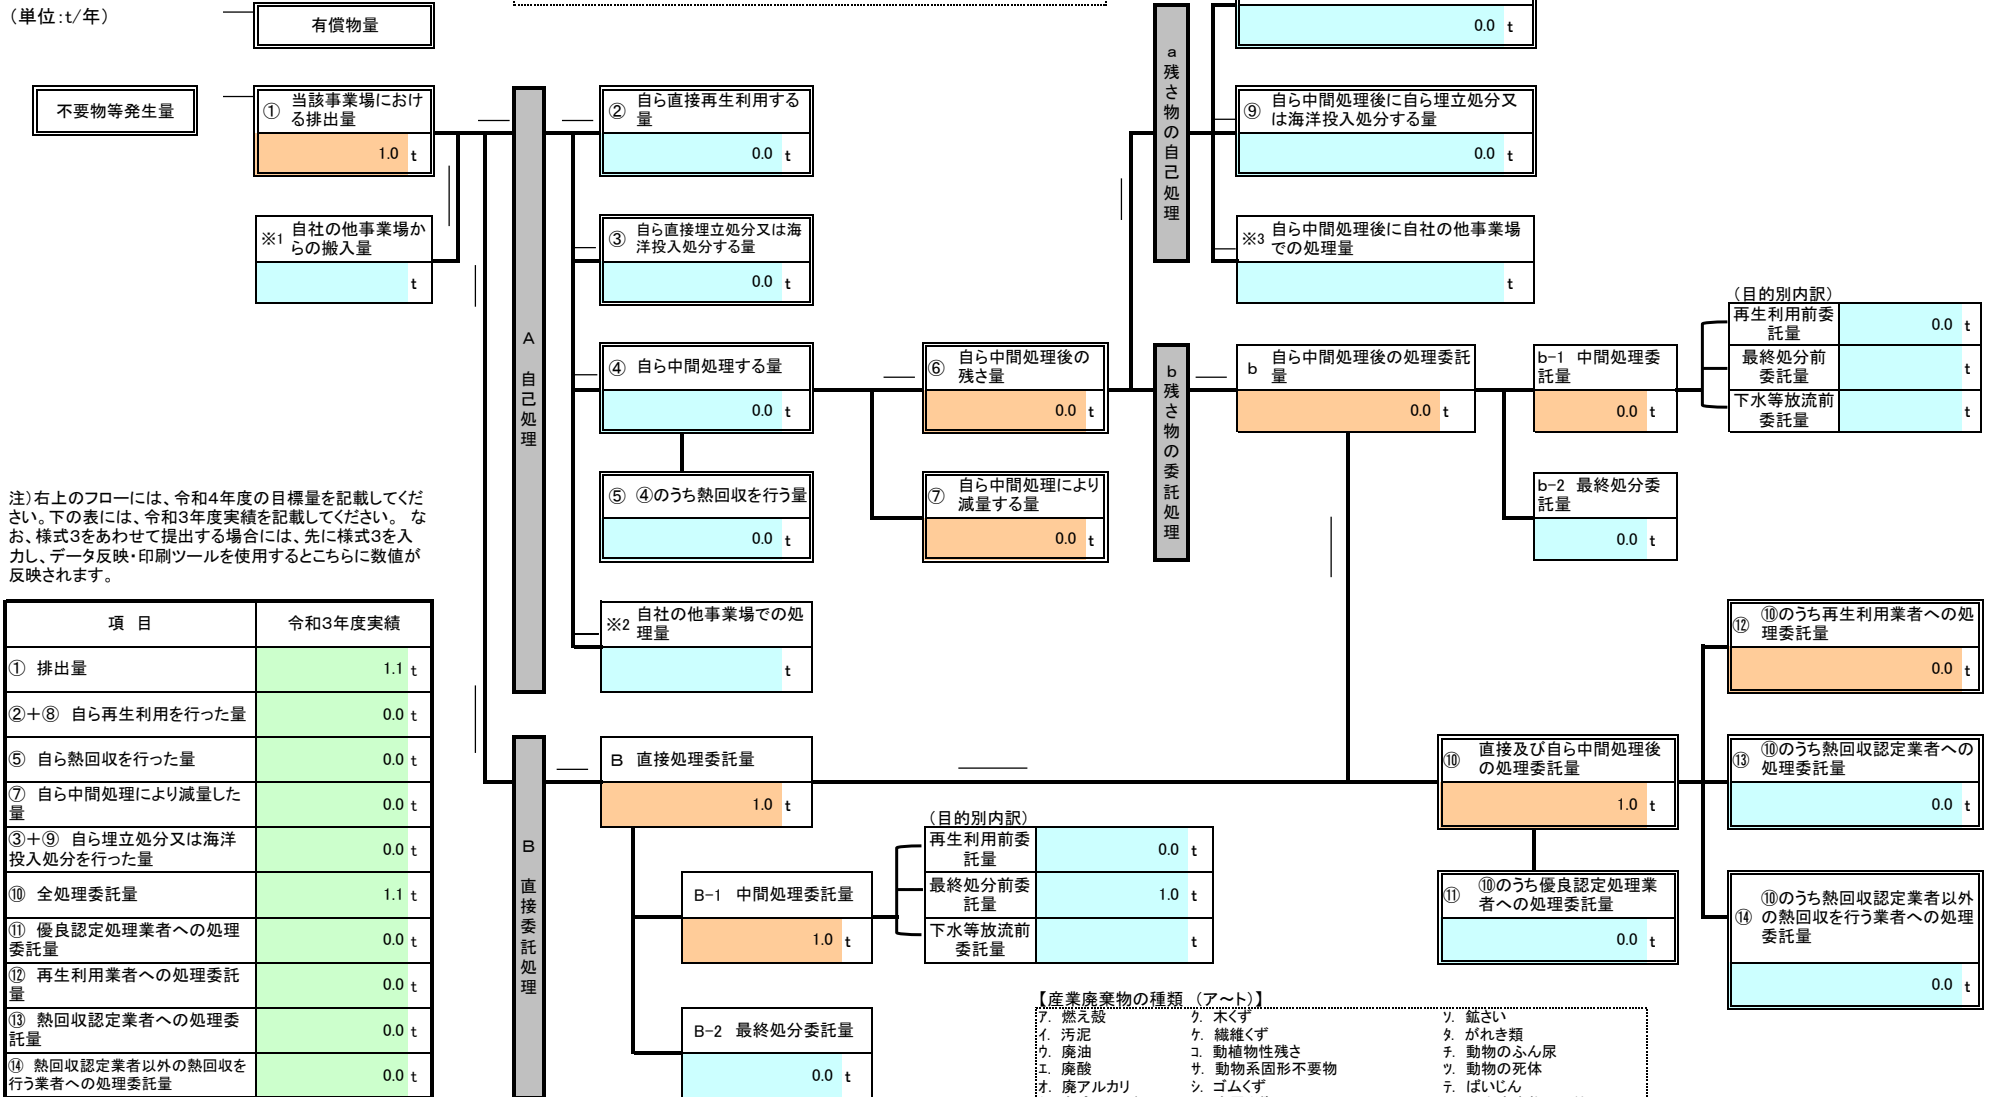 (単位:t/年)
有償物量
0.0 t
不要物等発生量
① 当該事業場におけ
る排出量
1.0 t
※1 自社の他事業場か
らの搬入量
t
A 自己処理
② 自ら直接再生利用する
量
0.0 t
③ 自ら直接埋立処分又は海
洋投入処分する量
0.0 t
④ 自ら中間処理する量
0.0 t
⑤ ④のうち熱回収を行う量
0.0 t
※2 自社の他事業場での処
理量
t
⑥ 自ら中間処理後の
残さ量
0.0 t
⑦ 自ら中間処理により
減量する量
0.0 t
a 残さ物の自己処理
⑨ 自ら中間処理後に自ら埋立処分又
は海洋投入処分する量
0.0 t
※3 自ら中間処理後に自社の他事業場
での処理量
t
b 残さ物の委託処理
b 自ら中間処理後の処理委託
量
0.0 t
b-1 中間処理委
託量
0.0 t
b-2 最終処分委
託量
0.0 t
(目的別内訳)
再生利用前委
託量
0.0 t
最終処分前
委託量
t
下水等放流前
委託量
t
注)右上のフローには、令和4年度の目標量を記載してくだ
さい。下の表には、令和3年度実績を記載してください。 な
お、様式3をあわせて提出する場合には、先に様式3を入
力し、データ反映・印刷ツールを使用するとこちらに数値が
反映されます。
項 目 令和3年度実績
① 排出量 1.1 t
②+⑧ 自ら再生利用を行った量 0.0 t
⑤ 自ら熱回収を行った量 0.0 t
⑦ 自ら中間処理により減量した
量 0.0 t
③+⑨ 自ら埋立処分又は海洋
投入処分を行った量 0.0 t
⑩ 全処理委託量 1.1 t
⑪ 優良認定処理業者への処理
委託量 0.0 t
⑫ 再生利用業者への処理委託
量 0.0 t
⑬ 熱回収認定業者への処理委
託量 0.0 t
⑭ 熱回収認定業者以外の熱回収を
行う業者への処理委託量 0.0 t
B 直接委託処理
B 直接処理委託量
1.0 t
B-1 中間処理委託量
1.0 t
B-2 最終処分委託量
0.0 t
(目的別内訳)
再生利用前委
託量
0.0 t
最終処分前委
託量
1.0 t
下水等放流前
委託量
t
⑩ 直接及び自ら中間処理後
の処理委託量
1.0 t
⑪ ⑩のうち優良認定処理業
者への処理委託量
0.0 t
⑫ ⑩のうち再生利用業者への処
理委託量
0.0 t
⑬ ⑩のうち熱回収認定業者への
処理委託量
0.0 t
⑭ ⑩のうち熱回収認定業者以外
の熱回収を行う業者への処理
委託量
0.0 t
【産業廃棄物の種類 (ア~ト)】
ア. 燃え殻 ク. 木くず ソ. 鉱さい
イ. 汚泥 ケ. 繊維くず タ. がれき類
ウ. 廃油 コ. 動植物性残さ チ. 動物のふん尿
エ. 廃酸 サ. 動物系固形不要物 ツ. 動物の死体
オ. 廃アルカリ シ. ゴムくず テ. ばいじん